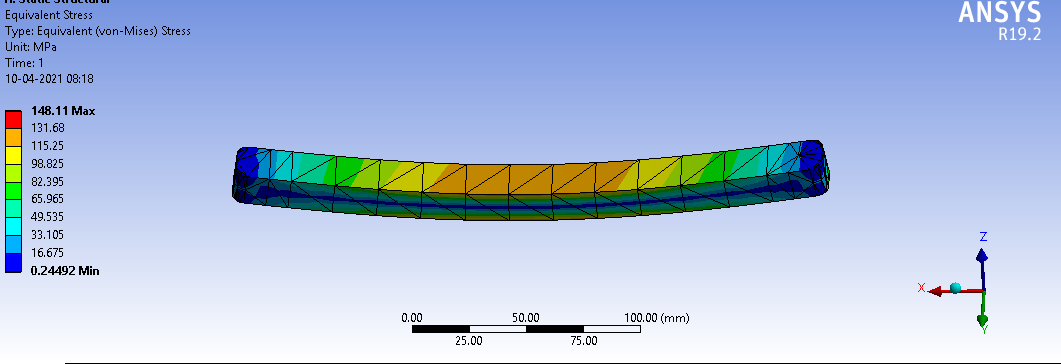 A: Static Structural
Equivalent Stress
Type: Equivalent (von-Mises) Stress
Unit: MPa
Time: 1
10-04-2021 08:18
148.11 Max
131.68
115.25
98.825
82.395
65.965
49.535
33.105
16.675
0.24492 Min
ANSYS
R19.2
0.00 50.00 100.00 (mm)
25.00 75.00
Z
X
Y